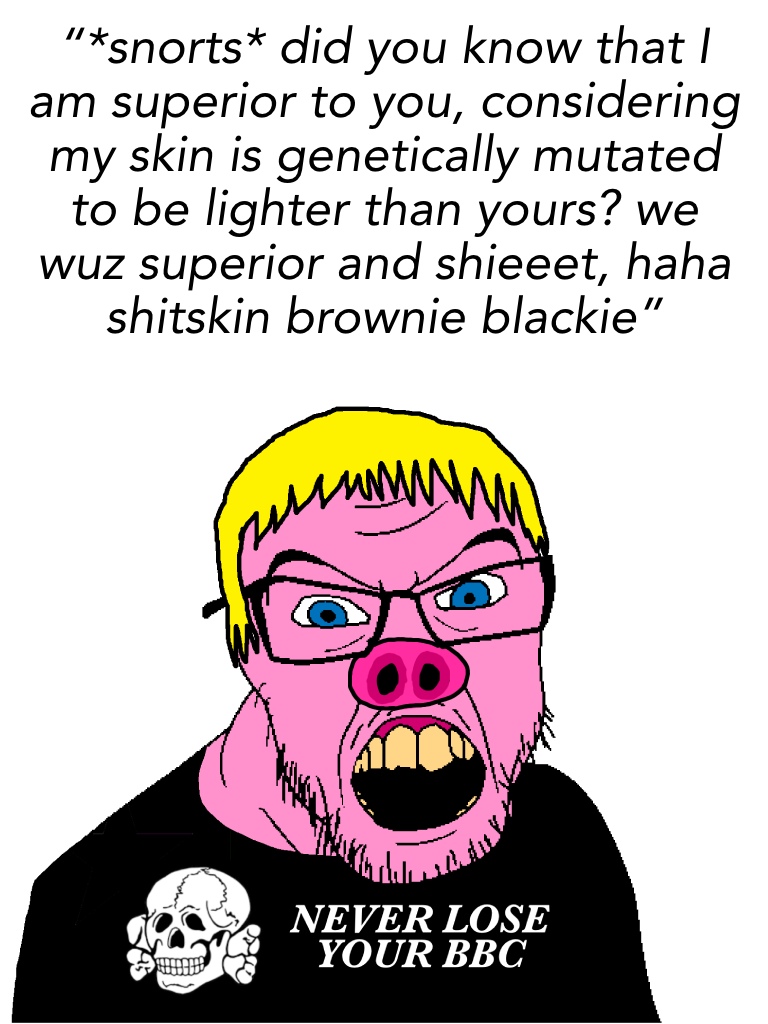 “*snorts* did you know that I
am superior to you, considering
my skin is genetically mutated
to be lighter than yours? we
wuz superior and shieeet, haha
shitskin brownie blackie”
NEVER LOSE
YOUR BBC